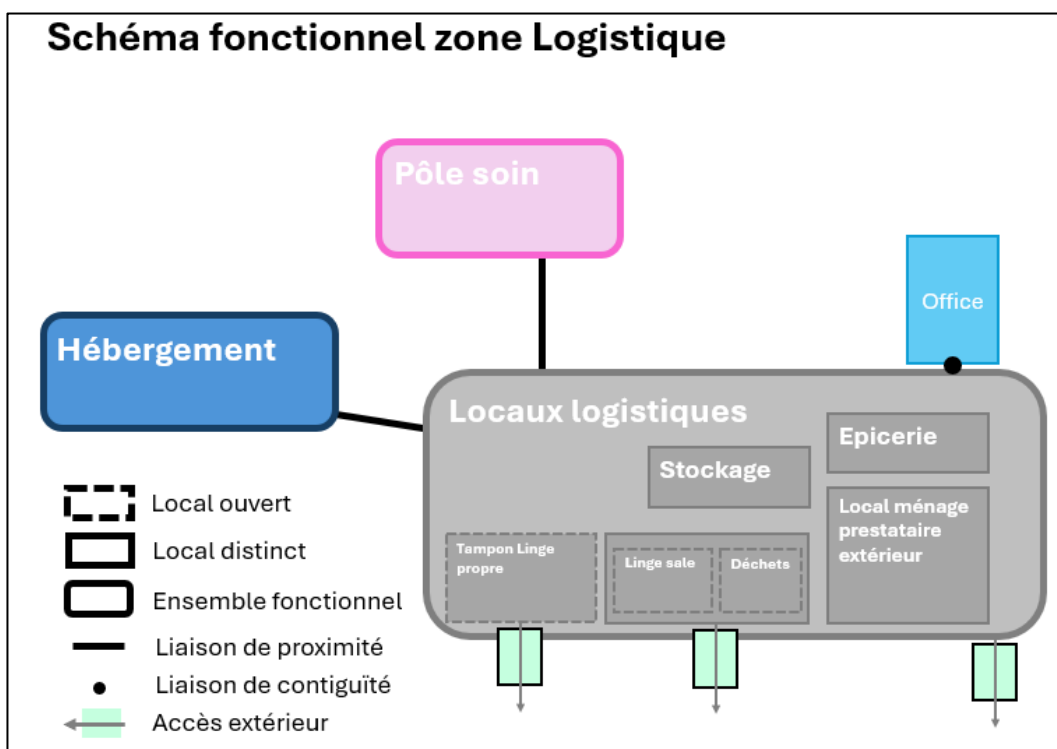 Schéma fonctionnel zone Logistique
Pôle soin
Office
Hébergement
Locaux logistiques
Epicerie
Stockage
Local ménage
prestataire
extérieur
Tampon Linge
propre
Linge sale
Déchets
Local ouvert
Local distinct
Ensemble fonctionnel
Liaison de proximité
Liaison de contiguïté
Accès extérieur